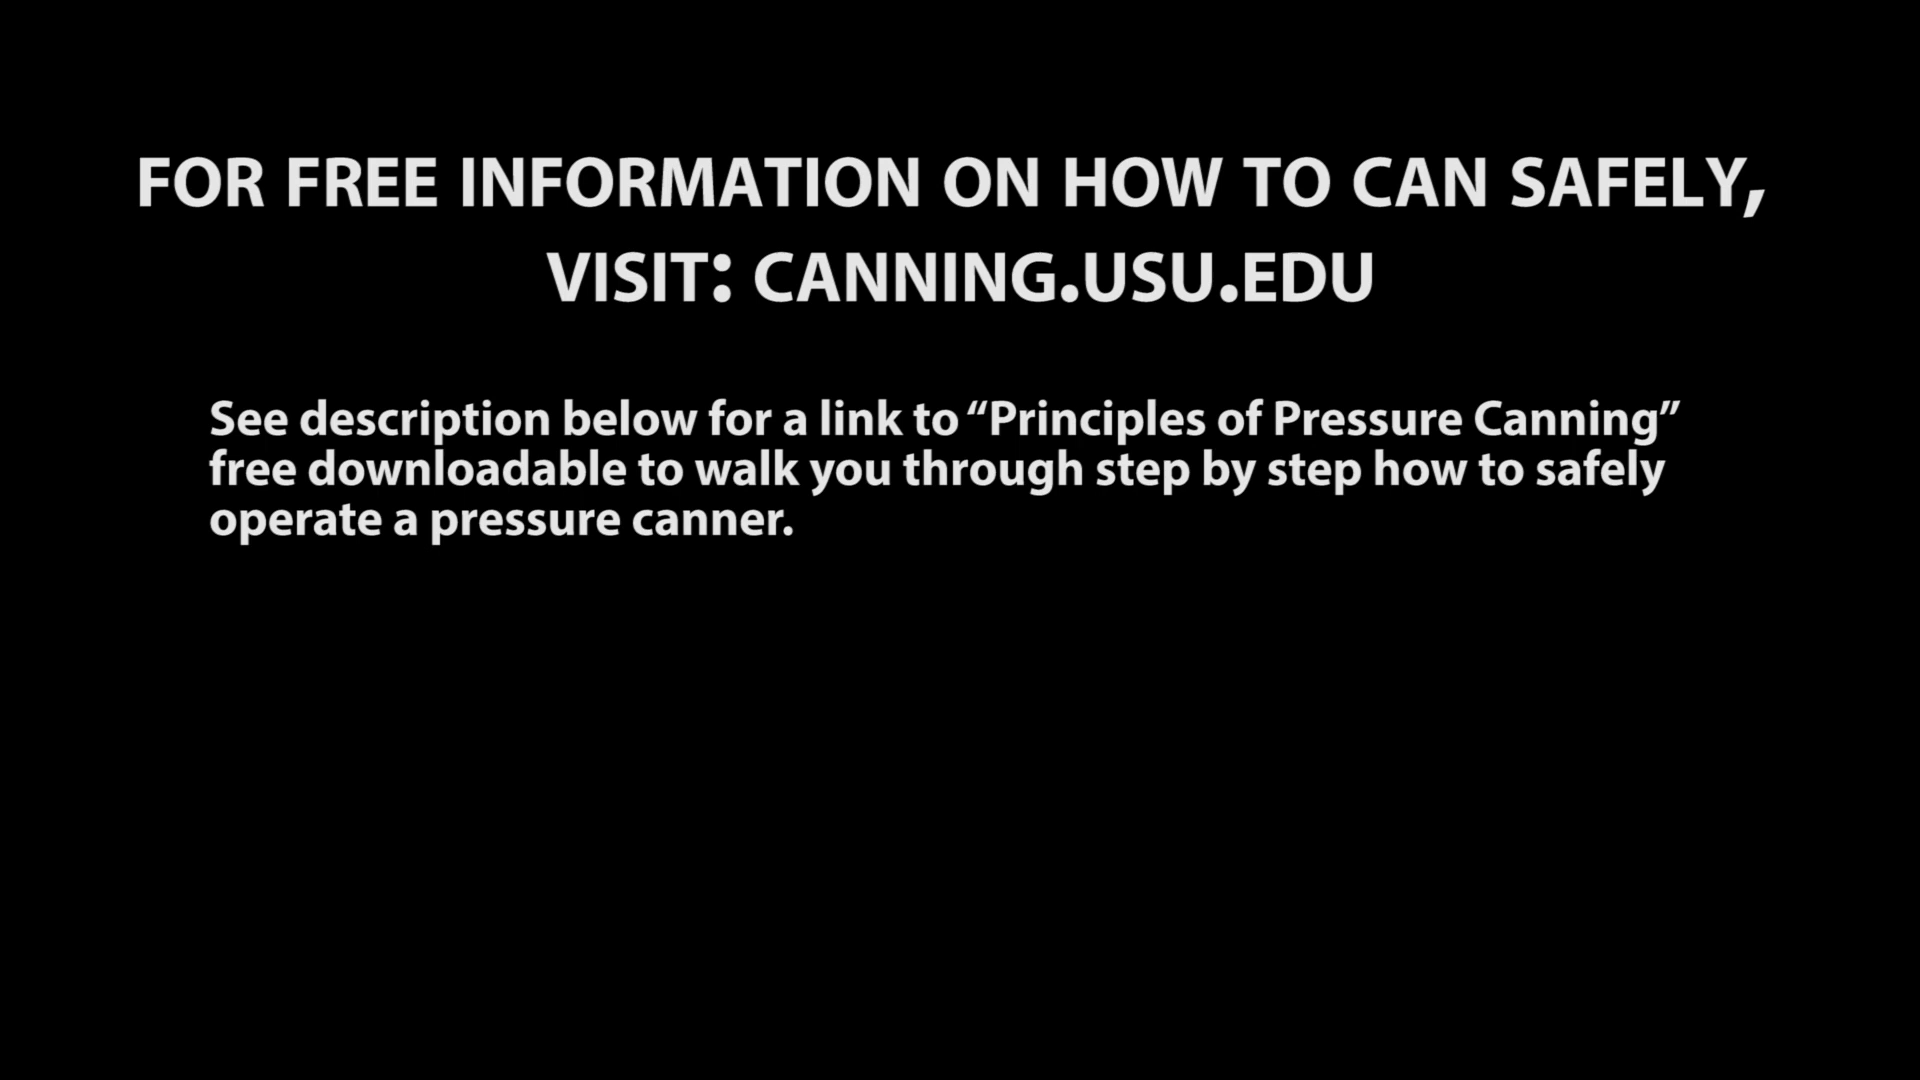 FOR FREE INFORMATION ON HOW TO CAN SAFELY,
VISIT: CANNING.USU.EDU
See description below for a link to “Principles of Pressure Canning”
free downloadable to walk you through step by step how to safely
operate a pressure canner.